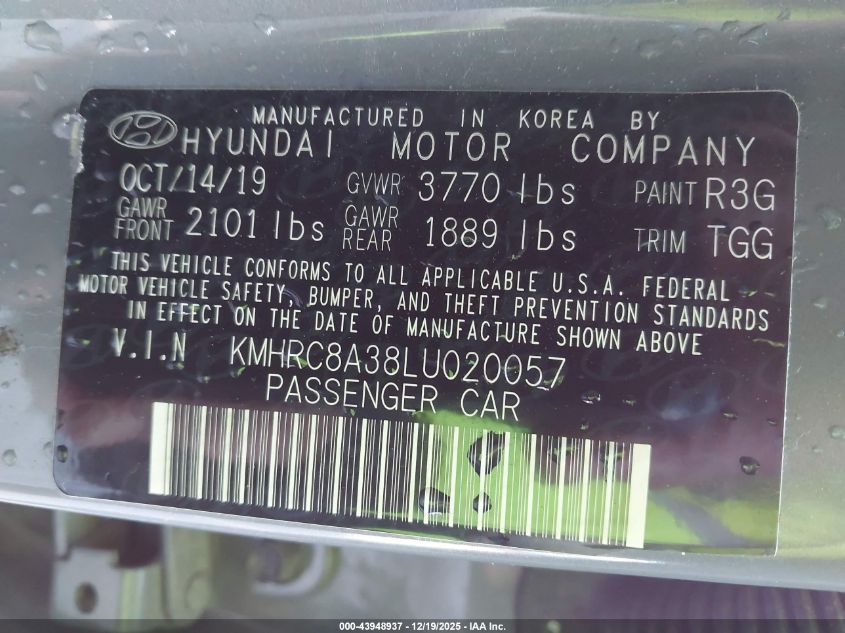 MANUFACTURED IN KOREA BY
HYUNDAI MOTOR COMPANY
OCT/14/19 GVWR 3770 lbs PAINT R3G
GAWR FRONT 2101 lbs GAWR REAR 1889 lbs TRIM TGG
THIS VEHICLE CONFORMS TO ALL APPLICABLE U.S.A. FEDERAL
MOTOR VEHICLE SAFETY, BUMPER, AND THEFT PREVENTION STANDARDS
IN EFFECT ON THE DATE OF MANUFACTURE SHOWN ABOVE
V.I.N KMHRC8A38LU020057
PASSENGER CAR
000-43948937 - 12/19/2025 - IAA Inc.